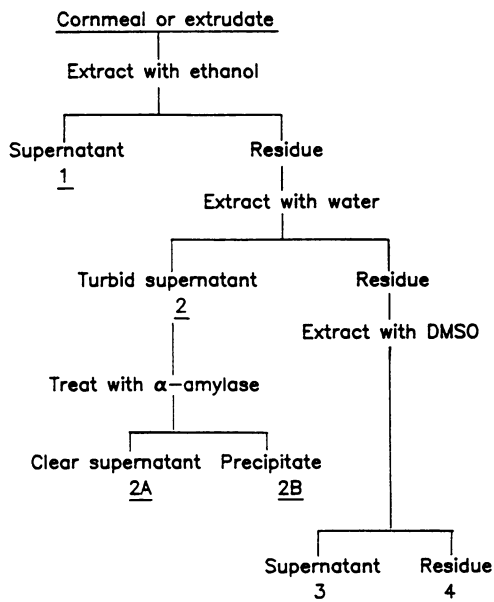 Cornmeal or extrudate
Extract with ethanol
Supernatant
1
Residue
Extract with water
Turbid supernatant
2
Residue
Extract with DMSO
Treat with α-amylase
Clear supernatant
2A
Precipitate
2B
Supernatant
3
Residue
4